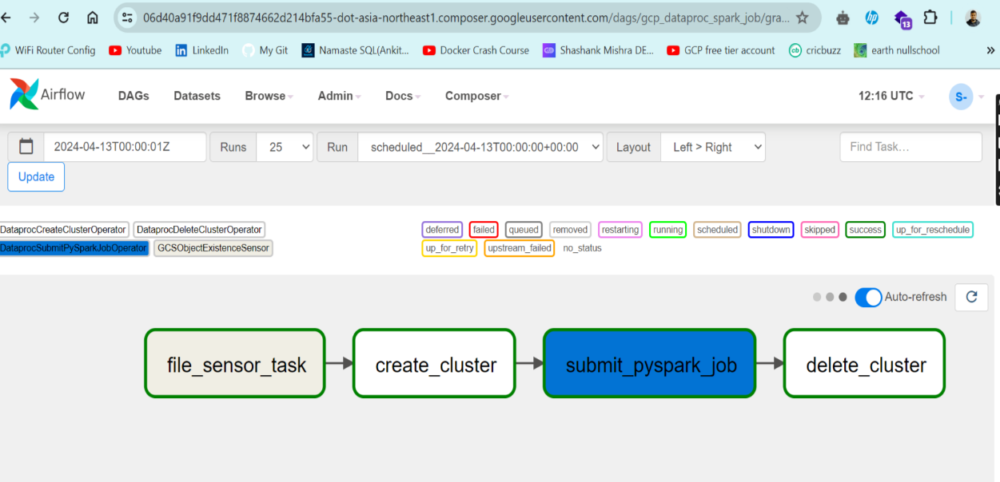 06d40a91f9dd471f8874662d214bfa55-dot-asia-northeast1.composer.googleusercontent.com/dags/gcp_dataproc_spark_job/gra...
13
WiFi Router Config Youtube LinkedIn My Git Namaste SQL(Ankit... Docker Crash Course Shashank Mishra DE... GCP free tier account cb cricbuzz earth nullschool »
Airflow DAGs Datasets Browse Admin Docs Composer 12:16 UTC S-
2024-04-13T00:00:01Z Runs 25 Run scheduled__2024-04-13T00:00:00+00:00 Layout Left > Right Find Task...
Update
DataprocCreateClusterOperator DataprocDeleteClusterOperator deferred failed queued removed restarting running scheduled shutdown skipped success up_for_reschedule
DataprocSubmitPySparkJobOperator GCSObjectExistenceSensor up_for_retry upstream_failed no_status
Auto-refresh
file_sensor_task create_cluster submit_pyspark_job delete_cluster